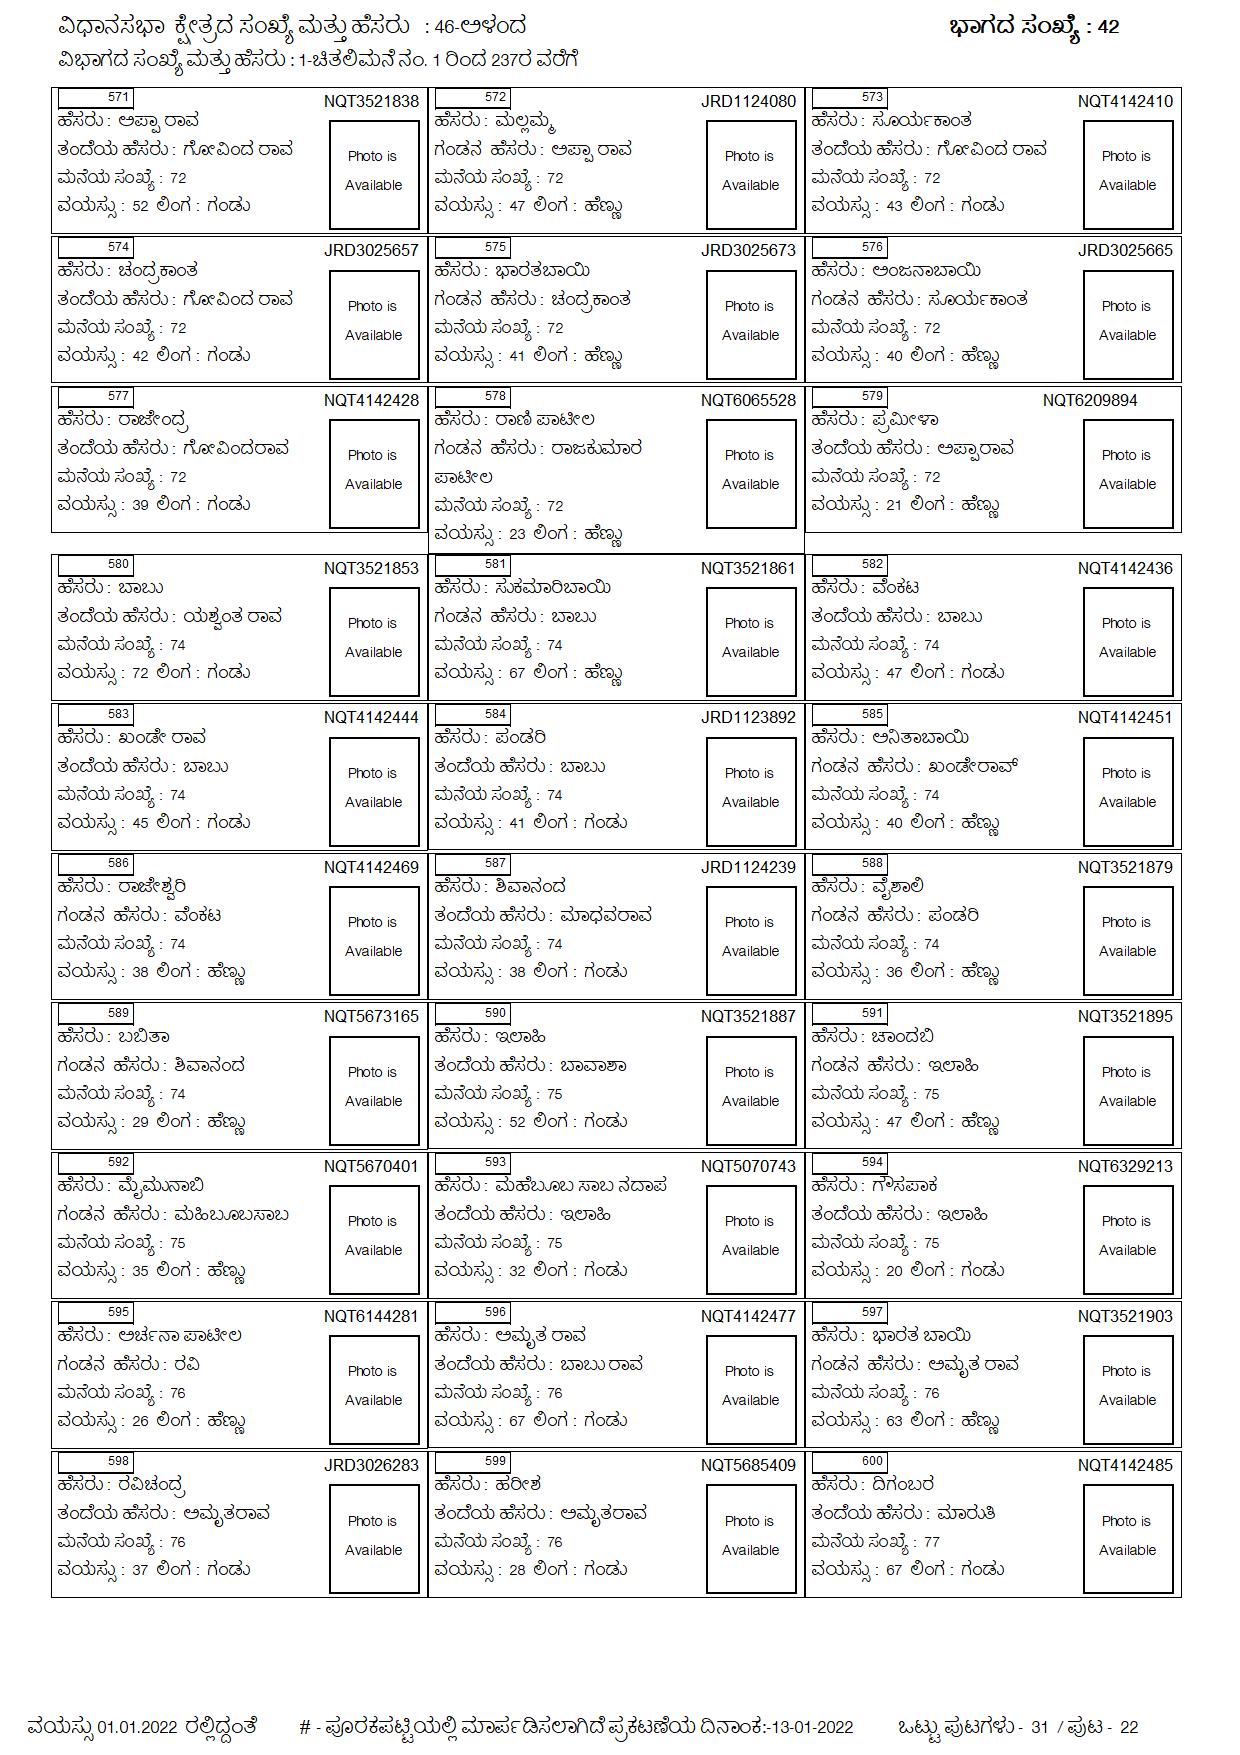 ವಿಧಾನಸಭಾ ಕ್ಷೇತ್ರದ ಸಂಖ್ಯೆ ಮತ್ತು ಹೆಸರು : 46-ಅಳಂದ ಭಾಗದ ಸಂಖ್ಯೆ : 42
ವಿಭಾಗದ ಸಂಖ್ಯೆ ಮತ್ತು ಹೆಸರು : 1-ಚಿತಲಿಮನೆ ನಂ. 1 ರಿಂದ 237ರ ವರೆಗೆ
571 NQT3521838
ಹೆಸರು : ಅಪ್ಪಾ ರಾವ
ತಂದೆಯ ಹೆಸರು : ಗೋವಿಂದ ರಾವ
ಮನೆಯ ಸಂಖ್ಯೆ : 72
ವಯಸ್ಸು : 52 ಲಿಂಗ : ಗಂಡು
Photo is
Available
572 JRD1124080
ಹೆಸರು : ಮಲ್ಲಮ್ಮ
ಗಂಡನ ಹೆಸರು : ಅಪ್ಪಾ ರಾವ
ಮನೆಯ ಸಂಖ್ಯೆ : 72
ವಯಸ್ಸು : 47 ಲಿಂಗ : ಹೆಣ್ಣು
Photo is
Available
573 NQT4142410
ಹೆಸರು : ಸೂರ್ಯಕಾಂತ
ತಂದೆಯ ಹೆಸರು : ಗೋವಿಂದ ರಾವ
ಮನೆಯ ಸಂಖ್ಯೆ : 72
ವಯಸ್ಸು : 43 ಲಿಂಗ : ಗಂಡು
Photo is
Available
574 JRD3025657
ಹೆಸರು : ಚಂದ್ರಕಾಂತ
ತಂದೆಯ ಹೆಸರು : ಗೋವಿಂದ ರಾವ
ಮನೆಯ ಸಂಖ್ಯೆ : 72
ವಯಸ್ಸು : 42 ಲಿಂಗ : ಗಂಡು
Photo is
Available
575 JRD3025673
ಹೆಸರು : ಭಾರತಬಾಯಿ
ಗಂಡನ ಹೆಸರು : ಚಂದ್ರಕಾಂತ
ಮನೆಯ ಸಂಖ್ಯೆ : 72
ವಯಸ್ಸು : 41 ಲಿಂಗ : ಹೆಣ್ಣು
Photo is
Available
576 JRD3025665
ಹೆಸರು : ಅಂಜನಾಬಾಯಿ
ಗಂಡನ ಹೆಸರು : ಸೂರ್ಯಕಾಂತ
ಮನೆಯ ಸಂಖ್ಯೆ : 72
ವಯಸ್ಸು : 40 ಲಿಂಗ : ಹೆಣ್ಣು
Photo is
Available
577 NQT4142428
ಹೆಸರು : ರಾಜೇಂದ್ರ
ತಂದೆಯ ಹೆಸರು : ಗೋವಿಂದರಾವ
ಮನೆಯ ಸಂಖ್ಯೆ : 72
ವಯಸ್ಸು : 39 ಲಿಂಗ : ಗಂಡು
Photo is
Available
578 NQT6065528
ಹೆಸರು : ರಾಣಿ ಪಾಟೀಲ
ಗಂಡನ ಹೆಸರು : ರಾಜಕುಮಾರ
ಪಾಟೀಲ
ಮನೆಯ ಸಂಖ್ಯೆ : 72
ವಯಸ್ಸು : 23 ಲಿಂಗ : ಹೆಣ್ಣು
Photo is
Available
579 NQT6209894
ಹೆಸರು : ಪ್ರಮೀಳಾ
ತಂದೆಯ ಹೆಸರು : ಅಪ್ಪಾರಾವ
ಮನೆಯ ಸಂಖ್ಯೆ : 72
ವಯಸ್ಸು : 21 ಲಿಂಗ : ಹೆಣ್ಣು
Photo is
Available
580 NQT3521853
ಹೆಸರು : ಬಾಬು
ತಂದೆಯ ಹೆಸರು : ಯಶ್ವಂತ ರಾವ
ಮನೆಯ ಸಂಖ್ಯೆ : 74
ವಯಸ್ಸು : 72 ಲಿಂಗ : ಗಂಡು
Photo is
Available
581 NQT3521861
ಹೆಸರು : ಸುಕಮಾರಿಬಾಯಿ
ಗಂಡನ ಹೆಸರು : ಬಾಬು
ಮನೆಯ ಸಂಖ್ಯೆ : 74
ವಯಸ್ಸು : 67 ಲಿಂಗ : ಹೆಣ್ಣು
Photo is
Available
582 NQT4142436
ಹೆಸರು : ವೆಂಕಟ
ತಂದೆಯ ಹೆಸರು : ಬಾಬು
ಮನೆಯ ಸಂಖ್ಯೆ : 74
ವಯಸ್ಸು : 47 ಲಿಂಗ : ಗಂಡು
Photo is
Available
583 NQT4142444
ಹೆಸರು : ಖಂಡೇ ರಾವ
ತಂದೆಯ ಹೆಸರು : ಬಾಬು
ಮನೆಯ ಸಂಖ್ಯೆ : 74
ವಯಸ್ಸು : 45 ಲಿಂಗ : ಗಂಡು
Photo is
Available
584 JRD1123892
ಹೆಸರು : ಪಂಡರಿ
ತಂದೆಯ ಹೆಸರು : ಬಾಬು
ಮನೆಯ ಸಂಖ್ಯೆ : 74
ವಯಸ್ಸು : 41 ಲಿಂಗ : ಗಂಡು
Photo is
Available
585 NQT4142451
ಹೆಸರು : ಅನಿತಾಬಾಯಿ
ಗಂಡನ ಹೆಸರು : ಖಂಡೇರಾವ್
ಮನೆಯ ಸಂಖ್ಯೆ : 74
ವಯಸ್ಸು : 40 ಲಿಂಗ : ಹೆಣ್ಣು
Photo is
Available
586 NQT4142469
ಹೆಸರು : ರಾಜೇಶ್ವರಿ
ಗಂಡನ ಹೆಸರು : ವೆಂಕಟ
ಮನೆಯ ಸಂಖ್ಯೆ : 74
ವಯಸ್ಸು : 38 ಲಿಂಗ : ಹೆಣ್ಣು
Photo is
Available
587 JRD1124239
ಹೆಸರು : ಶಿವಾನಂದ
ತಂದೆಯ ಹೆಸರು : ಮಾಧವರಾವ
ಮನೆಯ ಸಂಖ್ಯೆ : 74
ವಯಸ್ಸು : 38 ಲಿಂಗ : ಗಂಡು
Photo is
Available
588 NQT3521879
ಹೆಸರು : ವೈಶಾಲಿ
ಗಂಡನ ಹೆಸರು : ಪಂಡರಿ
ಮನೆಯ ಸಂಖ್ಯೆ : 74
ವಯಸ್ಸು : 36 ಲಿಂಗ : ಹೆಣ್ಣು
Photo is
Available
589 NQT5673165
ಹೆಸರು : ಬಬಿತಾ
ಗಂಡನ ಹೆಸರು : ಶಿವಾನಂದ
ಮನೆಯ ಸಂಖ್ಯೆ : 74
ವಯಸ್ಸು : 29 ಲಿಂಗ : ಹೆಣ್ಣು
Photo is
Available
590 NQT3521887
ಹೆಸರು : ಇಲಾಹಿ
ತಂದೆಯ ಹೆಸರು : ಬಾವಾಶಾ
ಮನೆಯ ಸಂಖ್ಯೆ : 75
ವಯಸ್ಸು : 52 ಲಿಂಗ : ಗಂಡು
Photo is
Available
591 NQT3521895
ಹೆಸರು : ಚಾಂದಬಿ
ಗಂಡನ ಹೆಸರು : ಇಲಾಹಿ
ಮನೆಯ ಸಂಖ್ಯೆ : 75
ವಯಸ್ಸು : 47 ಲಿಂಗ : ಹೆಣ್ಣು
Photo is
Available
592 NQT5670401
ಹೆಸರು : ಮೈಮುನಾಬಿ
ಗಂಡನ ಹೆಸರು : ಮಹಿಬೂಬಸಾಬ
ಮನೆಯ ಸಂಖ್ಯೆ : 75
ವಯಸ್ಸು : 35 ಲಿಂಗ : ಹೆಣ್ಣು
Photo is
Available
593 NQT5070743
ಹೆಸರು : ಮಹೆಬೂಬ ಸಾಬ ನದಾಪ
ತಂದೆಯ ಹೆಸರು : ಇಲಾಹಿ
ಮನೆಯ ಸಂಖ್ಯೆ : 75
ವಯಸ್ಸು : 32 ಲಿಂಗ : ಗಂಡು
Photo is
Available
594 NQT6329213
ಹೆಸರು : ಗೌಸಪಾಕ
ತಂದೆಯ ಹೆಸರು : ಇಲಾಹಿ
ಮನೆಯ ಸಂಖ್ಯೆ : 75
ವಯಸ್ಸು : 20 ಲಿಂಗ : ಗಂಡು
Photo is
Available
595 NQT6144281
ಹೆಸರು : ಅರ್ಚನಾ ಪಾಟೀಲ
ಗಂಡನ ಹೆಸರು : ರವಿ
ಮನೆಯ ಸಂಖ್ಯೆ : 76
ವಯಸ್ಸು : 26 ಲಿಂಗ : ಹೆಣ್ಣು
Photo is
Available
596 NQT4142477
ಹೆಸರು : ಅಮೃತ ರಾವ
ತಂದೆಯ ಹೆಸರು : ಬಾಬು ರಾವ
ಮನೆಯ ಸಂಖ್ಯೆ : 76
ವಯಸ್ಸು : 67 ಲಿಂಗ : ಗಂಡು
Photo is
Available
597 NQT3521903
ಹೆಸರು : ಭಾರತ ಬಾಯಿ
ಗಂಡನ ಹೆಸರು : ಅಮೃತ ರಾವ
ಮನೆಯ ಸಂಖ್ಯೆ : 76
ವಯಸ್ಸು : 63 ಲಿಂಗ : ಹೆಣ್ಣು
Photo is
Available
598 JRD3026283
ಹೆಸರು : ರವಿಚಂದ್ರ
ತಂದೆಯ ಹೆಸರು : ಅಮೃತರಾವ
ಮನೆಯ ಸಂಖ್ಯೆ : 76
ವಯಸ್ಸು : 37 ಲಿಂಗ : ಗಂಡು
Photo is
Available
599 NQT5685409
ಹೆಸರು : ಹರೀಶ
ತಂದೆಯ ಹೆಸರು : ಅಮೃತರಾವ
ಮನೆಯ ಸಂಖ್ಯೆ : 76
ವಯಸ್ಸು : 28 ಲಿಂಗ : ಗಂಡು
Photo is
Available
600 NQT4142485
ಹೆಸರು : ದಿಗಂಬರ
ತಂದೆಯ ಹೆಸರು : ಮಾರುತಿ
ಮನೆಯ ಸಂಖ್ಯೆ : 77
ವಯಸ್ಸು : 67 ಲಿಂಗ : ಗಂಡು
Photo is
Available
ವಯಸ್ಸು 01.01.2022 ರಲ್ಲಿದ್ದಂತೆ # - ಪೂರಕಪಟ್ಟಿಯಲ್ಲಿ ಮಾರ್ಪಡಿಸಲಾಗಿದೆ ಪ್ರಕಟಣೆಯ ದಿನಾಂಕ:-13-01-2022 ಒಟ್ಟು ಪುಟಗಳು - 31 / ಪುಟ - 22